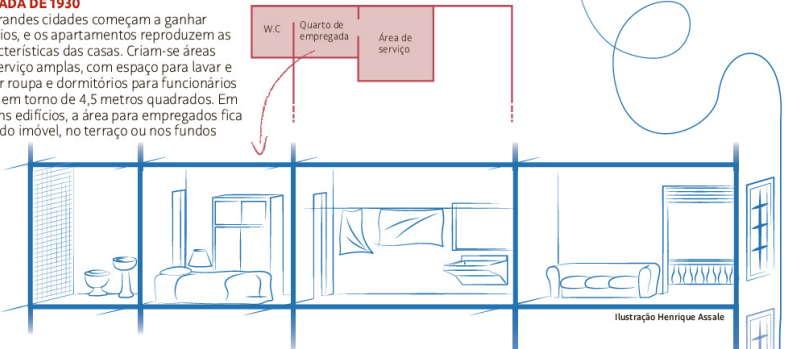 ADA DE 1930
randes cidades começam a ganhar
ios, e os apartamentos reproduzem as
cterísticas das casas. Criam-se áreas
erviço amplas, com espaço para lavar e
r roupa e dormitórios para funcionários
em torno de 4,5 metros quadrados. Em
ns edifícios, a área para empregados fica
do imóvel, no terraço ou nos fundos
W.C
Quarto de
empregada
Área de
serviço
Ilustração Henrique Assale